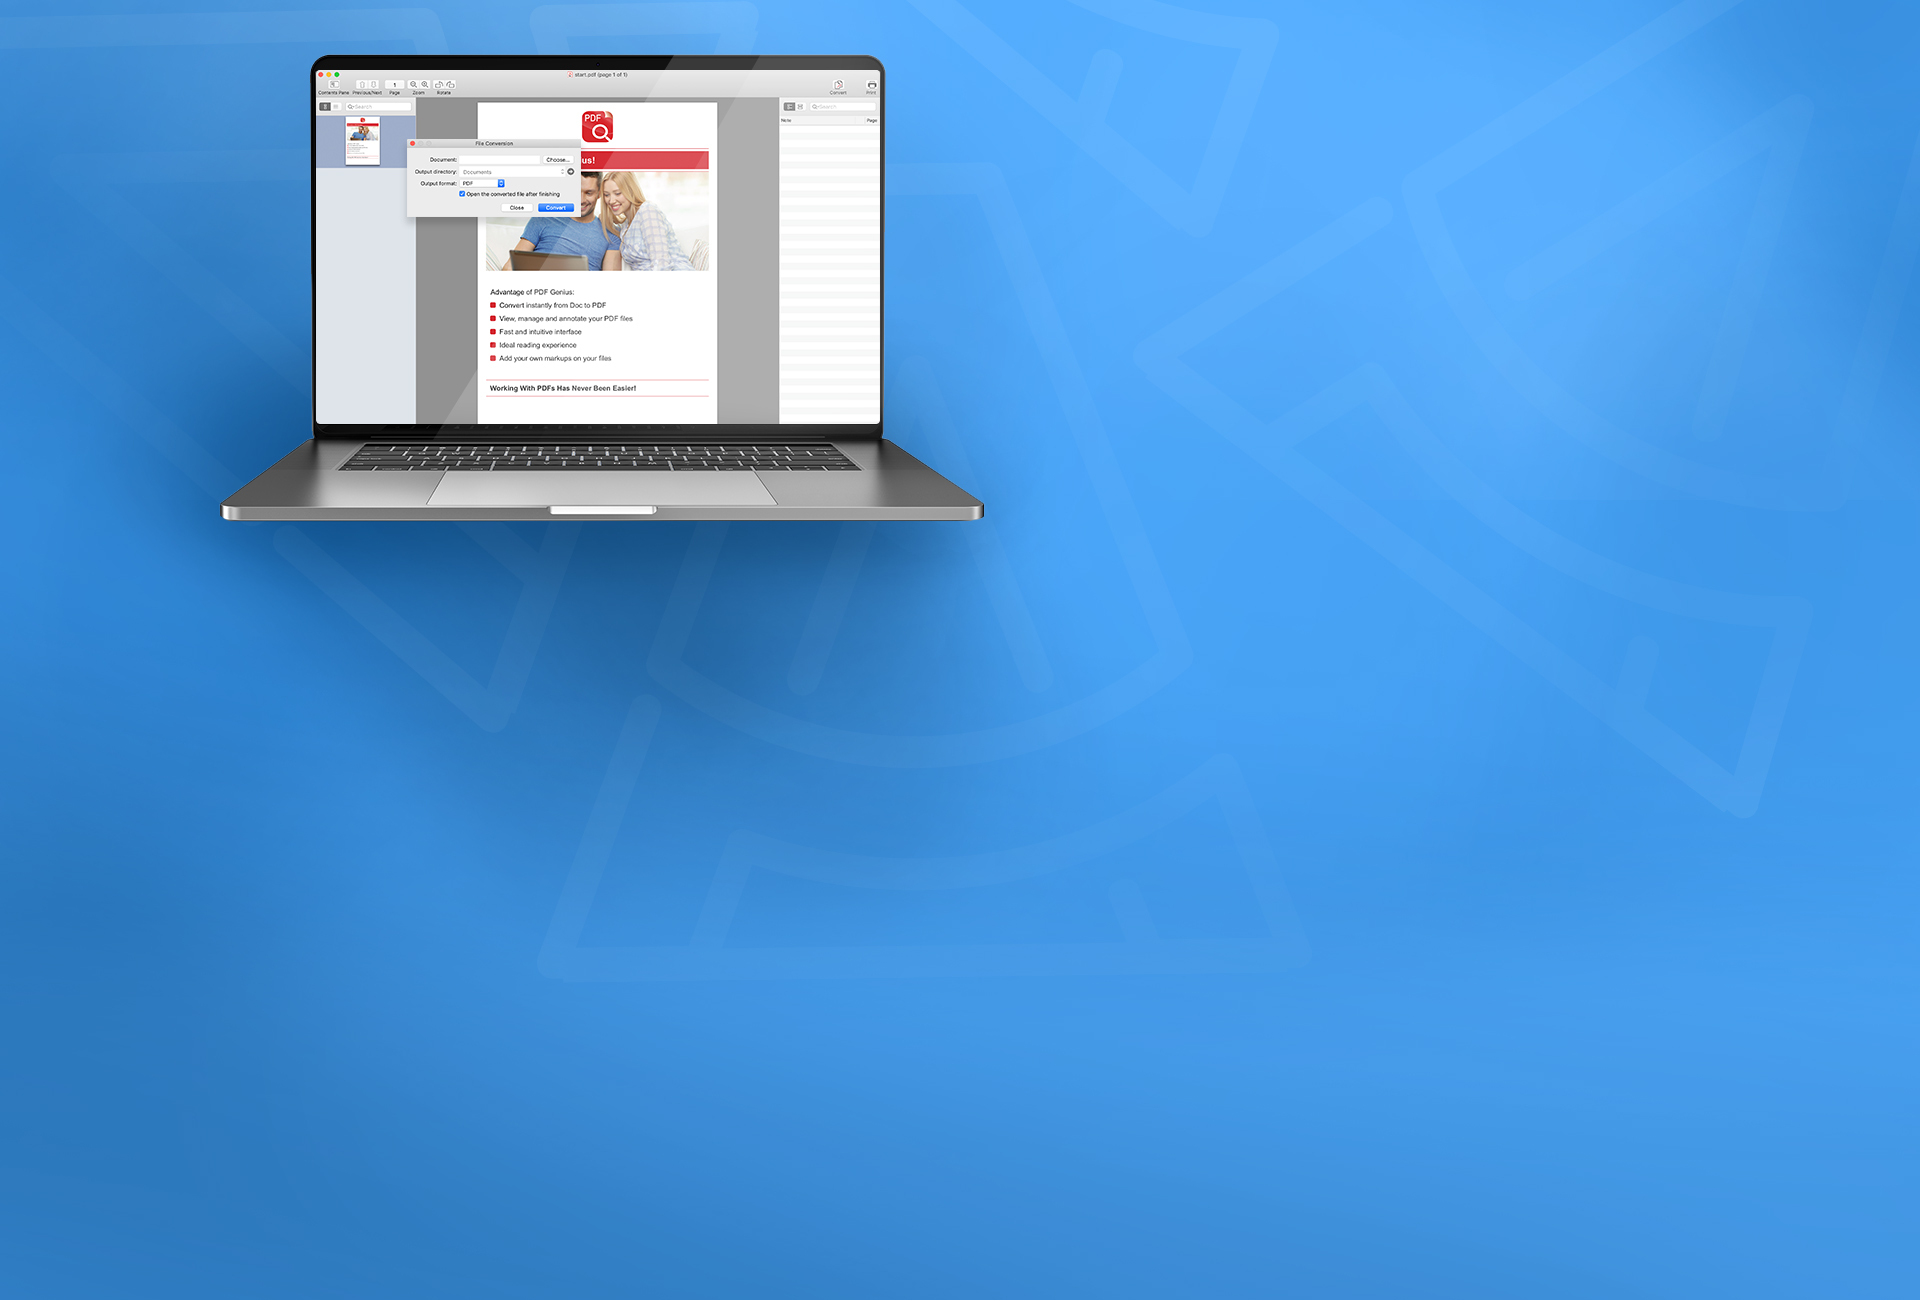 start.pdf (page 1 of 1)
Contents Pane Previous/Next Page Zoom Rotate Convert Print
1
Search
Search
Note Page
PDF
us!
File Conversion
Document: Choose...
Output directory: Documents
Output format: PDF
Open the converted file after finishing
Close Convert
Advantage of PDF Genius:
Convert instantly from Doc to PDF
View, manage and annotate your PDF files
Fast and intuitive interface
Ideal reading experience
Add your own markups on your files
Working With PDFs Has Never Been Easier!